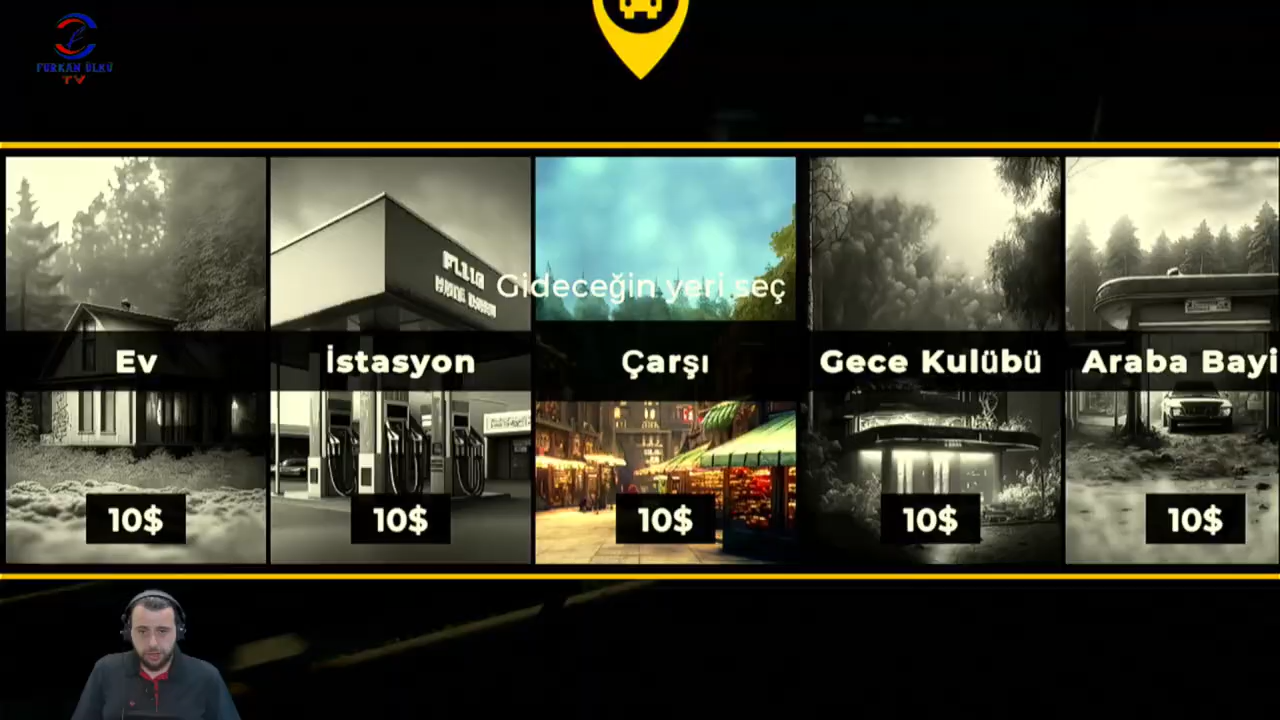 FURKAN ÜLKÜ
TV
Gideceğin yeri seç
Ev
İstasyon
Çarşı
Gece Kulübü
Araba Bayi
10$
10$
10$
10$
10$